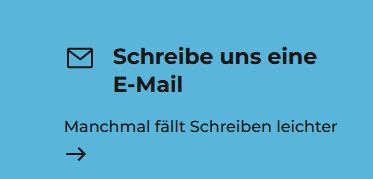 Schreibe uns eine
E-Mail
Manchmal fällt Schreiben leichter